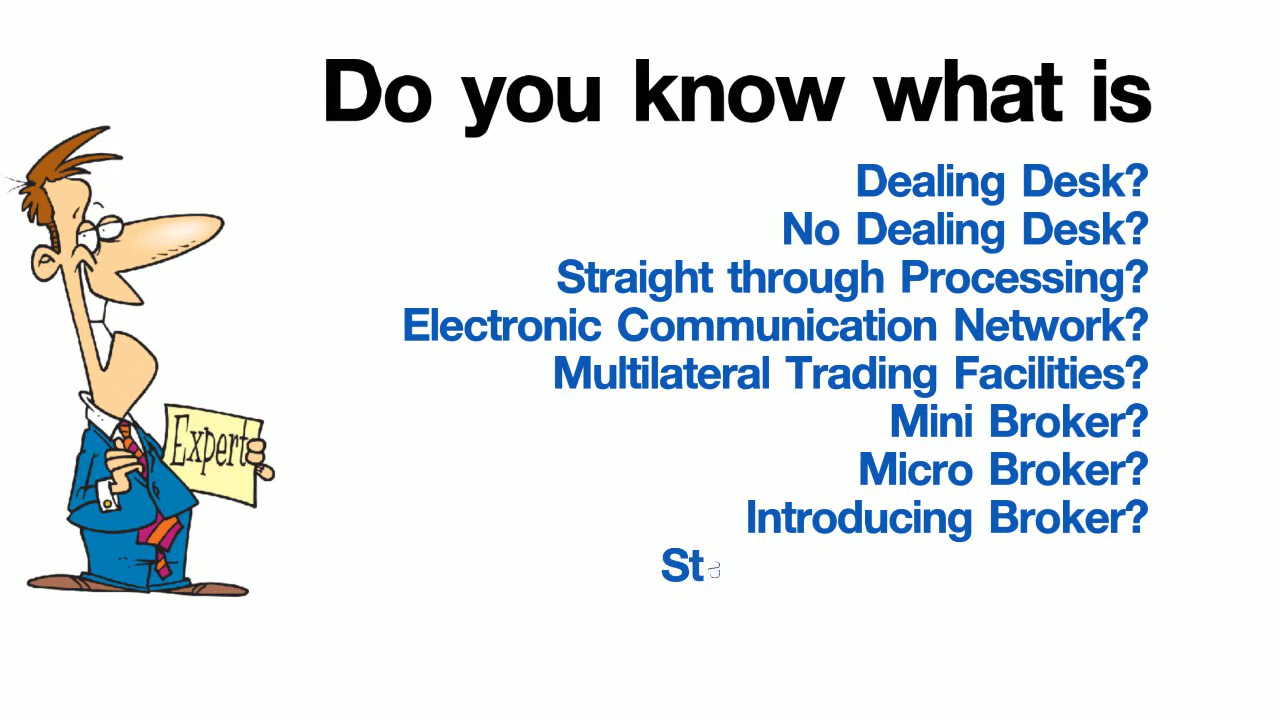 Do you know what is
Dealing Desk?
No Dealing Desk?
Straight through Processing?
Electronic Communication Network?
Multilateral Trading Facilities?
Mini Broker?
Micro Broker?
Introducing Broker?
Expert